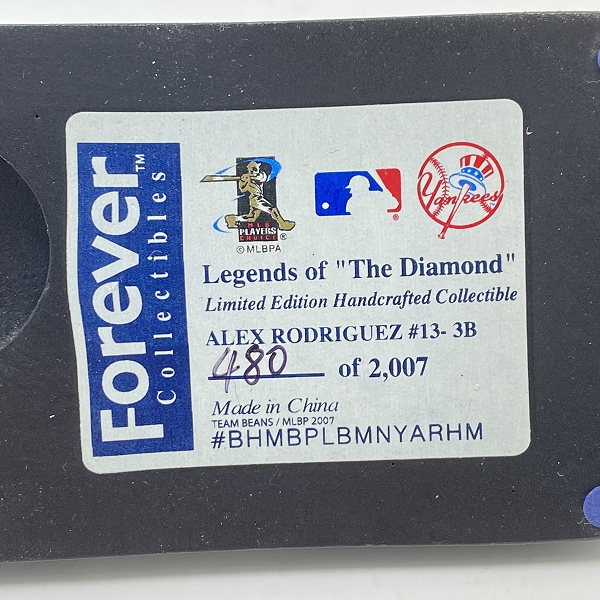 Forever™
Collectibles
MLB
PLAYERS
CHOICE®
©MLBPA
®
Yankees
Legends of "The Diamond"
Limited Edition Handcrafted Collectible
ALEX RODRIGUEZ #13- 3B
480 of 2,007
Made in China
TEAM BEANS / MLBP 2007
#BHMBPLBMNYARHM